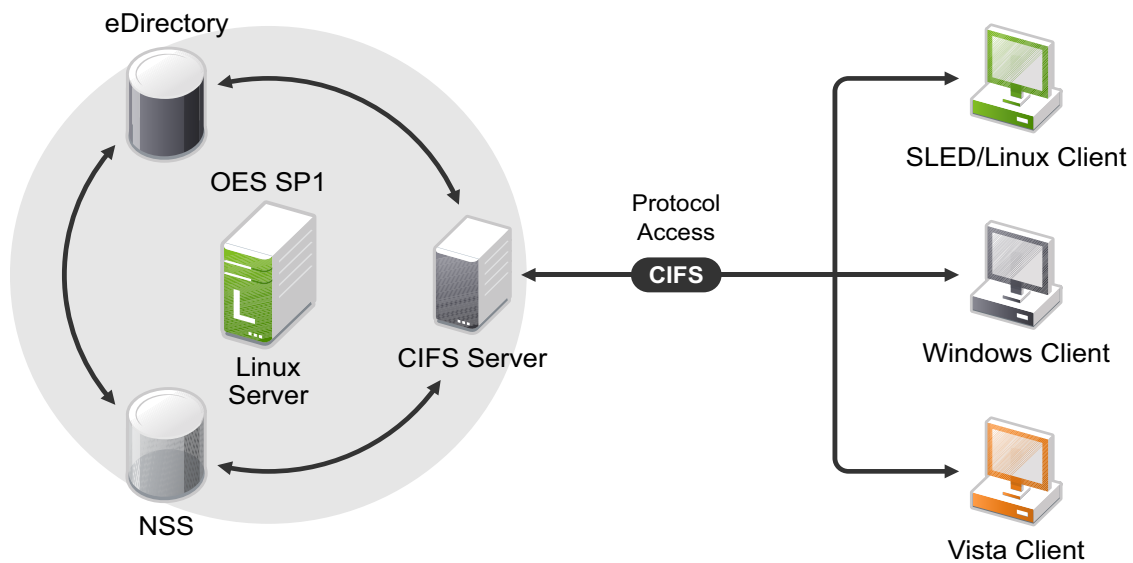 eDirectory
OES SP1
L
Linux
Server
CIFS Server
NSS
Protocol
Access
CIFS
SLED/Linux Client
Windows Client
Vista Client